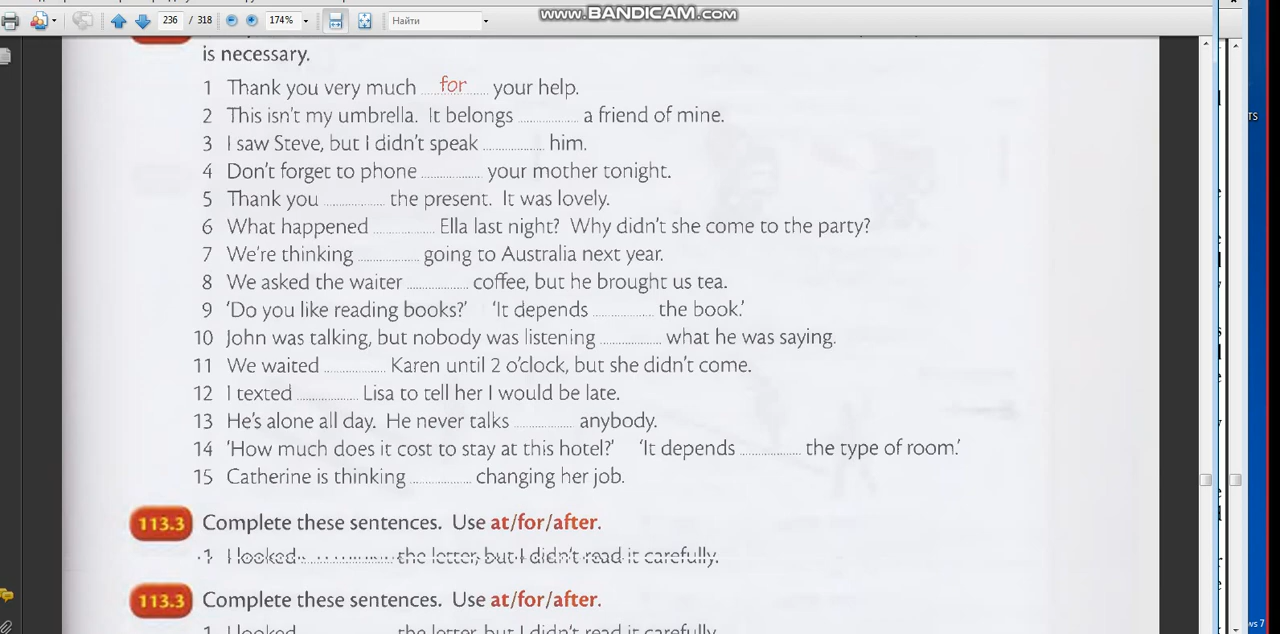 www.BANDICAM.com
236 / 318 174% Найти
is necessary.
1 Thank you very much for your help.
2 This isn't my umbrella. It belongs ............... a friend of mine.
3 I saw Steve, but I didn't speak ............... him.
4 Don't forget to phone ............... your mother tonight.
5 Thank you ............... the present. It was lovely.
6 What happened ............... Ella last night? Why didn't she come to the party?
7 We're thinking ............... going to Australia next year.
8 We asked the waiter ............... coffee, but he brought us tea.
9 'Do you like reading books?' 'It depends ............... the book.'
10 John was talking, but nobody was listening ............... what he was saying.
11 We waited ............... Karen until 2 o'clock, but she didn't come.
12 I texted ............... Lisa to tell her I would be late.
13 He's alone all day. He never talks ............... anybody.
14 'How much does it cost to stay at this hotel?' 'It depends ............... the type of room.'
15 Catherine is thinking ............... changing her job.
113.3 Complete these sentences. Use at/for/after.
1 I looked ............... the letter, but I didn't read it carefully.
113.3 Complete these sentences. Use at/for/after.
1 I looked the letter, but I didn't read it carefully.